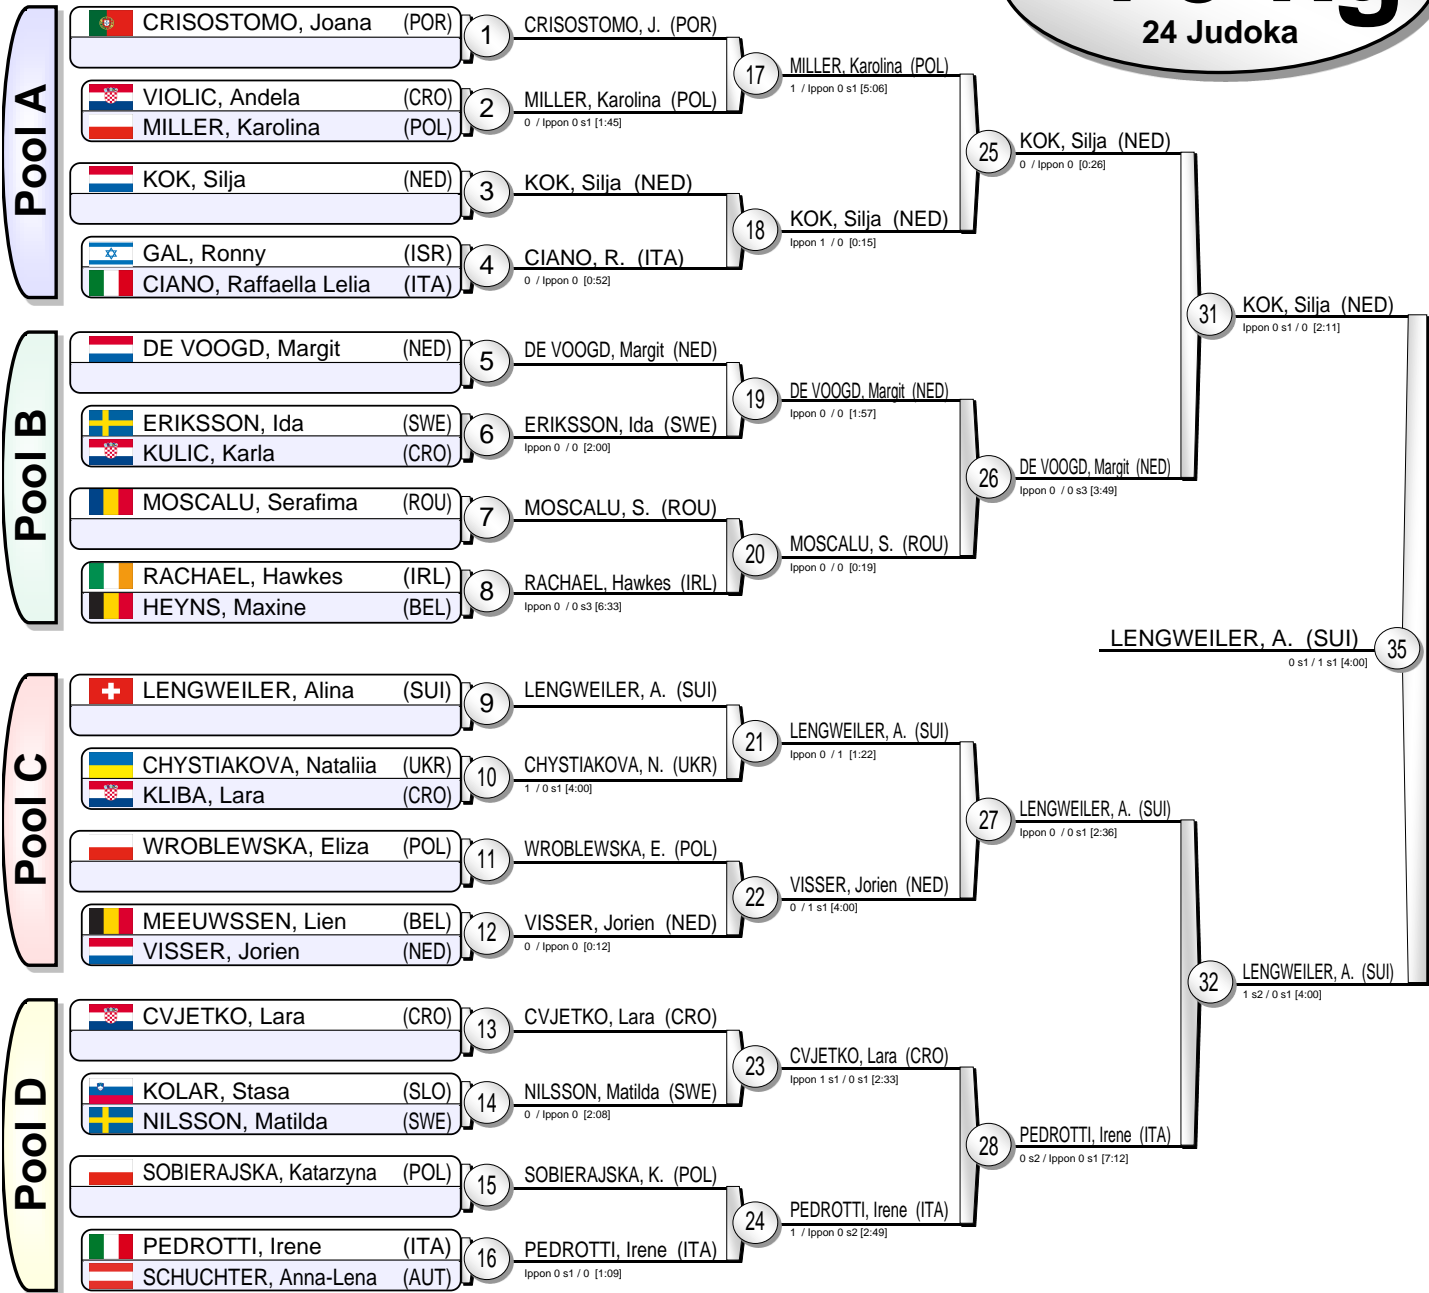 24 Judoka
Pool A
CRISOSTOMO, Joana (POR)
VIOLIC, Andela (CRO)
MILLER, Karolina (POL)
KOK, Silja (NED)
GAL, Ronny (ISR)
CIANO, Raffaella Lelia (ITA)
Pool B
DE VOOGD, Margit (NED)
ERIKSSON, Ida (SWE)
KULIC, Karla (CRO)
MOSCALU, Serafima (ROU)
RACHAEL, Hawkes (IRL)
HEYNS, Maxine (BEL)
Pool C
LENGWEILER, Alina (SUI)
CHYSTIAKOVA, Nataliia (UKR)
KLIBA, Lara (CRO)
WROBLEWSKA, Eliza (POL)
MEEUWSSEN, Lien (BEL)
VISSER, Jorien (NED)
Pool D
CVJETKO, Lara (CRO)
KOLAR, Stasa (SLO)
NILSSON, Matilda (SWE)
SOBIERAJSKA, Katarzyna (POL)
PEDROTTI, Irene (ITA)
SCHUCHTER, Anna-Lena (AUT)
1 CRISOSTOMO, J. (POR)
2 MILLER, Karolina (POL)
0 / Ippon 0 s1 [1:45]
3 KOK, Silja (NED)
4 CIANO, R. (ITA)
0 / Ippon 0 [0:52]
5 DE VOOGD, Margit (NED)
6 ERIKSSON, Ida (SWE)
Ippon 0 / 0 [2:00]
7 MOSCALU, S. (ROU)
8 RACHAEL, Hawkes (IRL)
Ippon 0 / 0 s3 [6:33]
9 LENGWEILER, A. (SUI)
10 CHYSTIAKOVA, N. (UKR)
1 / 0 s1 [4:00]
11 WROBLEWSKA, E. (POL)
12 VISSER, Jorien (NED)
0 / Ippon 0 [0:12]
13 CVJETKO, Lara (CRO)
14 NILSSON, Matilda (SWE)
0 / Ippon 0 [2:08]
15 SOBIERAJSKA, K. (POL)
16 PEDROTTI, Irene (ITA)
Ippon 0 s1 / 0 [1:09]
17 MILLER, Karolina (POL)
1 / Ippon 0 s1 [5:06]
18 KOK, Silja (NED)
Ippon 1 / 0 [0:15]
19 DE VOOGD, Margit (NED)
Ippon 0 / 0 [1:57]
20 MOSCALU, S. (ROU)
Ippon 0 / 0 [0:19]
21 LENGWEILER, A. (SUI)
Ippon 0 / 1 [1:22]
22 VISSER, Jorien (NED)
0 / 1 s1 [4:00]
23 CVJETKO, Lara (CRO)
Ippon 1 s1 / 0 s1 [2:33]
24 PEDROTTI, Irene (ITA)
1 / Ippon 0 s2 [2:49]
25 KOK, Silja (NED)
0 / Ippon 0 [0:26]
26 DE VOOGD, Margit (NED)
Ippon 0 / 0 s3 [3:49]
27 LENGWEILER, A. (SUI)
Ippon 0 / 0 s1 [2:36]
28 PEDROTTI, Irene (ITA)
0 s2 / Ippon 0 s1 [7:12]
31 KOK, Silja (NED)
Ippon 0 s1 / 0 [2:11]
32 LENGWEILER, A. (SUI)
1 s2 / 0 s1 [4:00]
LENGWEILER, A. (SUI) 35
0 s1 / 1 s1 [4:00]